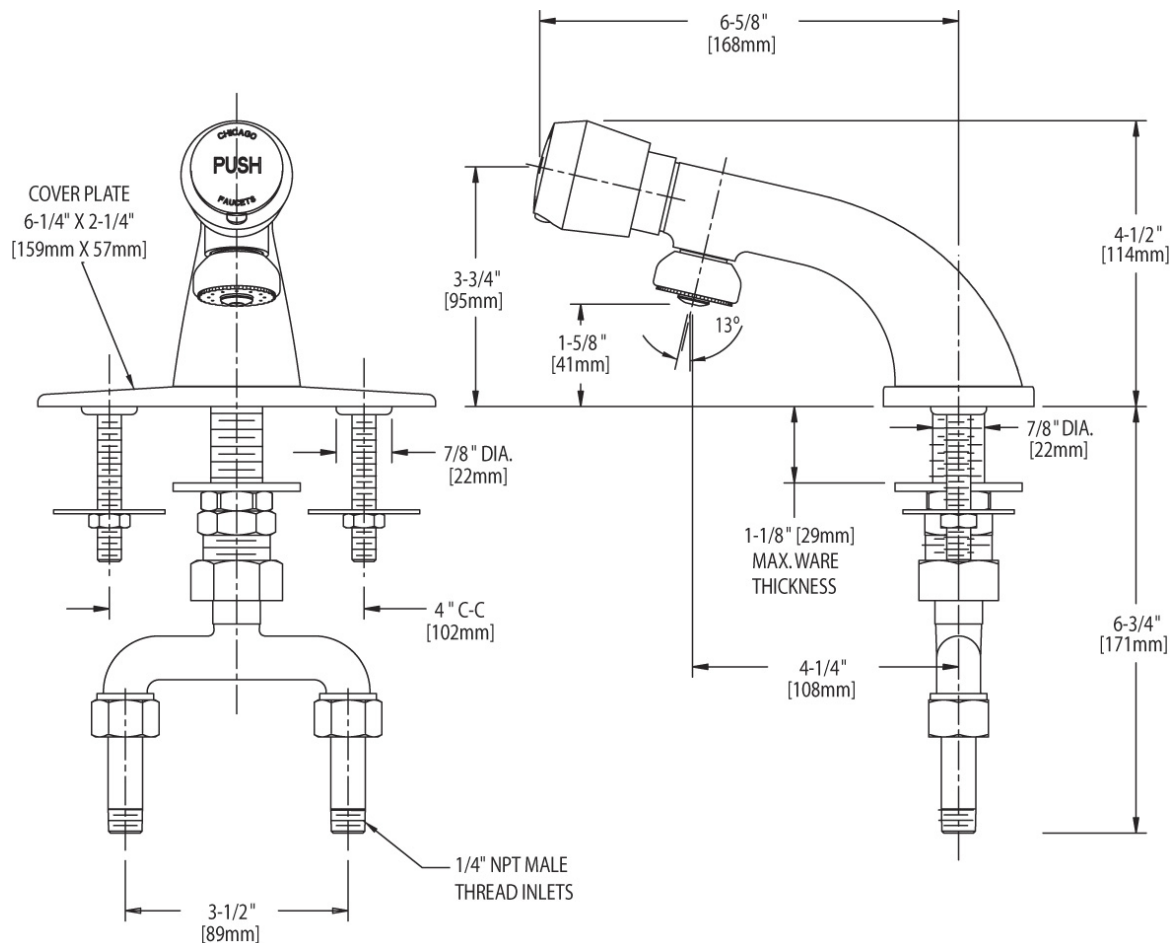 6-5/8"
[168mm]
CHICAGO
PUSH
FAUCETS
COVER PLATE
6-1/4" X 2-1/4"
[159mm X 57mm]
3-3/4"
[95mm]
4-1/2"
[114mm]
1-5/8"
[41mm]
13º
7/8" DIA.
[22mm]
7/8" DIA.
[22mm]
1-1/8" [29mm]
MAX. WARE
THICKNESS
4" C-C
[102mm]
6-3/4"
[171mm]
4-1/4"
[108mm]
1/4" NPT MALE
THREAD INLETS
3-1/2"
[89mm]